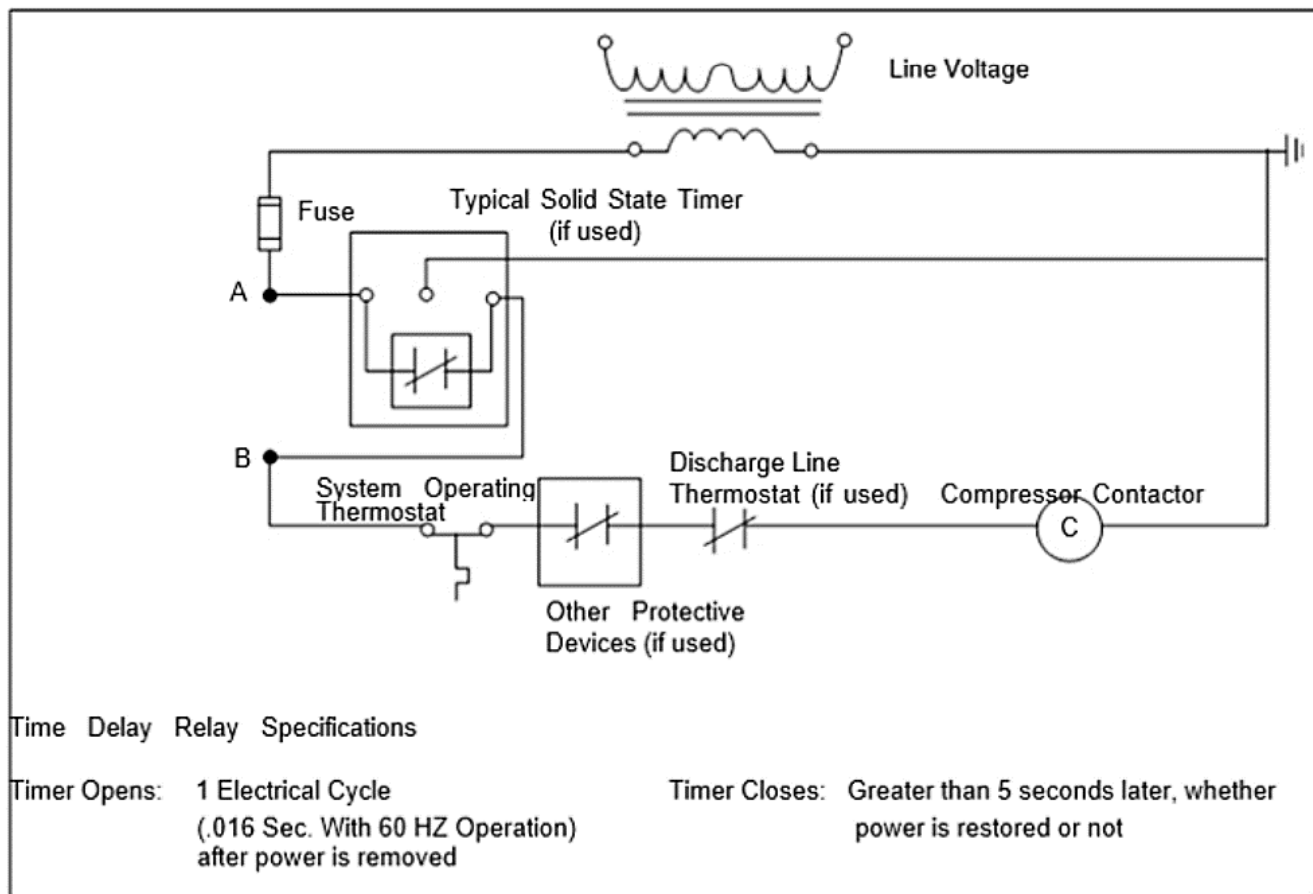 Line Voltage
Typical Solid State Timer
(if used)
Fuse
A
B
System Operating
Thermostat
Discharge Line
Thermostat (if used)
Compressor Contactor
C
Other Protective
Devices (if used)
Time Delay Relay Specifications
Timer Opens: 1 Electrical Cycle
(.016 Sec. With 60 HZ Operation)
after power is removed
Timer Closes: Greater than 5 seconds later, whether
power is restored or not